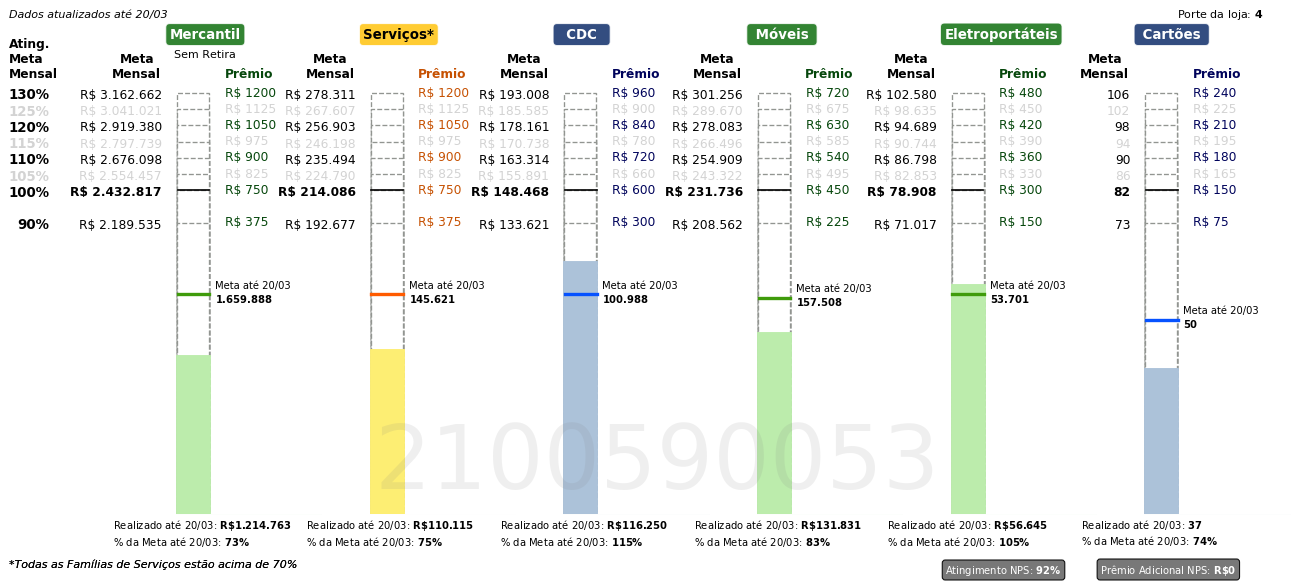 Dados atualizados até 20/03
Porte da loja: 4
Mercantil Serviços* CDC Móveis Eletroportáteis Cartões
Sem Retira
Ating. Meta Mensal
Meta Mensal Prêmio Meta Mensal Prêmio Meta Mensal Prêmio Meta Mensal Prêmio Meta Mensal Prêmio Meta Mensal Prêmio
130% R$ 3.162.662 R$ 1200 R$ 278.311 R$ 1200 R$ 193.008 R$ 960 R$ 301.256 R$ 720 R$ 102.580 R$ 480 106 R$ 240
125% R$ 3.041.021 R$ 1125 R$ 267.607 R$ 1125 R$ 185.585 R$ 900 R$ 289.670 R$ 675 R$ 98.635 R$ 450 102 R$ 225
120% R$ 2.919.380 R$ 1050 R$ 256.903 R$ 1050 R$ 178.161 R$ 840 R$ 278.083 R$ 630 R$ 94.689 R$ 420 98 R$ 210
115% R$ 2.797.739 R$ 975 R$ 246.198 R$ 975 R$ 170.738 R$ 780 R$ 266.496 R$ 585 R$ 90.744 R$ 390 94 R$ 195
110% R$ 2.676.098 R$ 900 R$ 235.494 R$ 900 R$ 163.314 R$ 720 R$ 254.909 R$ 540 R$ 86.798 R$ 360 90 R$ 180
105% R$ 2.554.457 R$ 825 R$ 224.790 R$ 825 R$ 155.891 R$ 660 R$ 243.322 R$ 495 R$ 82.853 R$ 330 86 R$ 165
100% R$ 2.432.817 R$ 750 R$ 214.086 R$ 750 R$ 148.468 R$ 600 R$ 231.736 R$ 450 R$ 78.908 R$ 300 82 R$ 150
90% R$ 2.189.535 R$ 375 R$ 192.677 R$ 375 R$ 133.621 R$ 300 R$ 208.562 R$ 225 R$ 71.017 R$ 150 73 R$ 75
Meta até 20/03 Meta até 20/03 Meta até 20/03 Meta até 20/03 Meta até 20/03
1.659.888 145.621 100.988 157.508 53.701
Meta até 20/03
50
2100590053
Realizado até 20/03: R$1.214.763 Realizado até 20/03: R$110.115 Realizado até 20/03: R$116.250 Realizado até 20/03: R$131.831 Realizado até 20/03: R$56.645 Realizado até 20/03: 37
% da Meta até 20/03: 73% % da Meta até 20/03: 75% % da Meta até 20/03: 115% % da Meta até 20/03: 83% % da Meta até 20/03: 105% % da Meta até 20/03: 74%
*Todas as Famílias de Serviços estão acima de 70%
Atingimento NPS: 92% Prêmio Adicional NPS: R$0